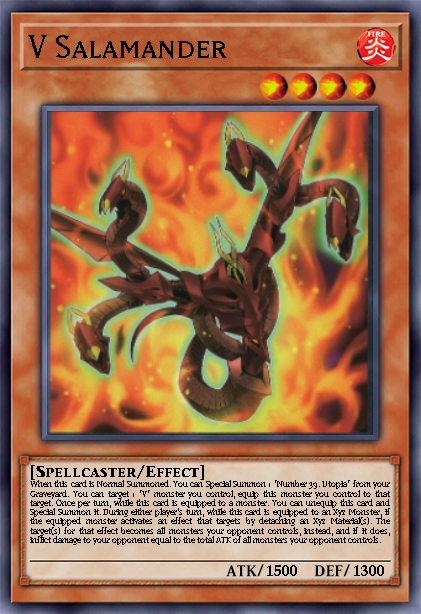 V Salamander
FIRE
炎
[Spellcaster/Effect]
When this card is Normal Summoned. You can Special Summon 1 "Number 39: Utopia" from your
Graveyard. You can target 1 "V" monster you control, equip this monster you control to that
target. Once per turn, while this card is equipped to a monster. You can unequip this card and
Special Summon it. During either player's turn, while this card is equipped to an Xyz Monster, if
the equipped monster activates an effect that targets by detaching an Xyz Material(s). The
target(s) for that effect becomes all monsters your opponent controls, instead, and if it does,
inflict damage to your opponent equal to the total ATK of all monsters your opponent controls.
ATK/1500 DEF/1300